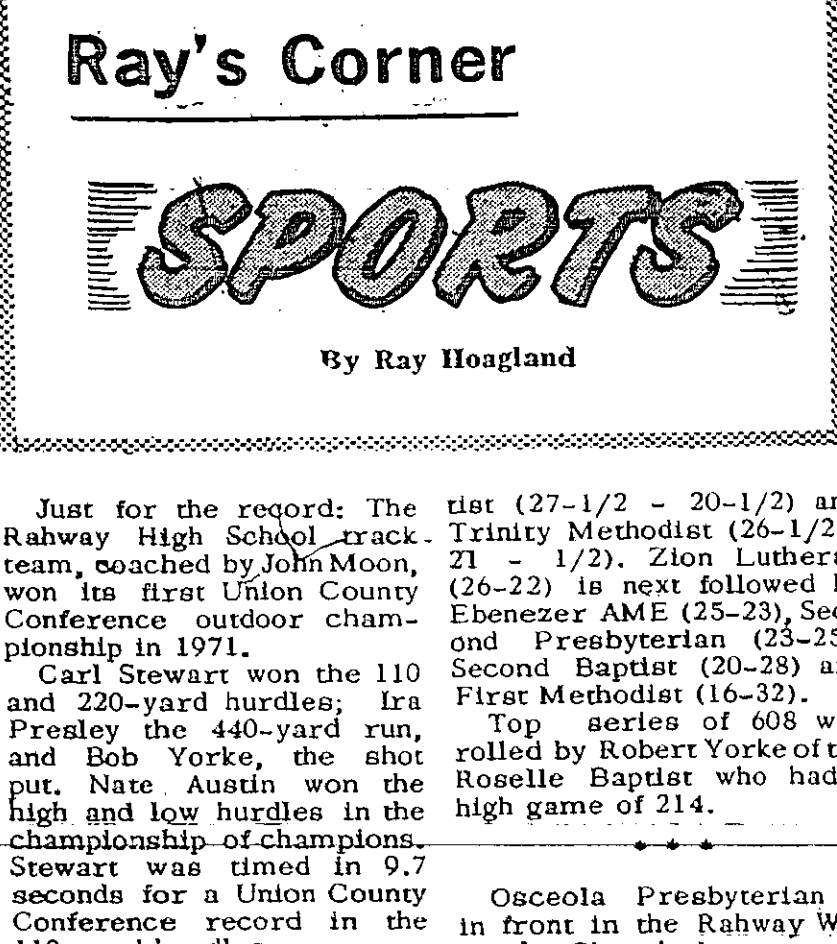 Ray's Corner
SPORTS
By Ray Hoagland
Just for the record: The
Rahway High School track
team, coached by John Moon,
won its first Union County
Conference outdoor cham-
pionship in 1971.
Carl Stewart won the 110
and 220-yard hurdles; Ira
Presley the 440-yard run,
and Bob Yorke, the shot
put. Nate Austin won the
high and low hurdles in the
championship of champions.
Stewart was timed in 9.7
seconds for a Union County
Conference record in the
tist (27-1/2 - 20-1/2)
Trinity Methodist (26-1/2
21 - 1/2). Zion
(26-22) is next followed
Ebenezer AME (25-23),
ond Presbyterian
Second Baptist (20-28)
First Methodist (16-32).
Top series of 608
rolled by Robert Yorke of
Roselle Baptist who had
high game of 214.
Osceola Presbyterian
in front in the Rahway